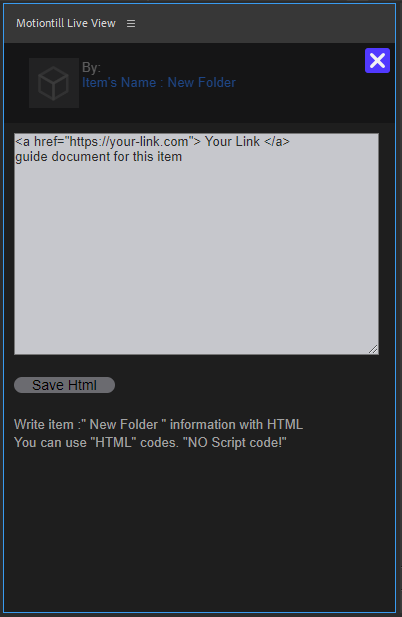 Motiontill Live View
By:
Item's Name : New Folder
<a href="https://your-link.com"> Your Link </a>
guide document for this item
Save Html
Write item :" New Folder " information with HTML
You can use "HTML" codes. "NO Script code!"